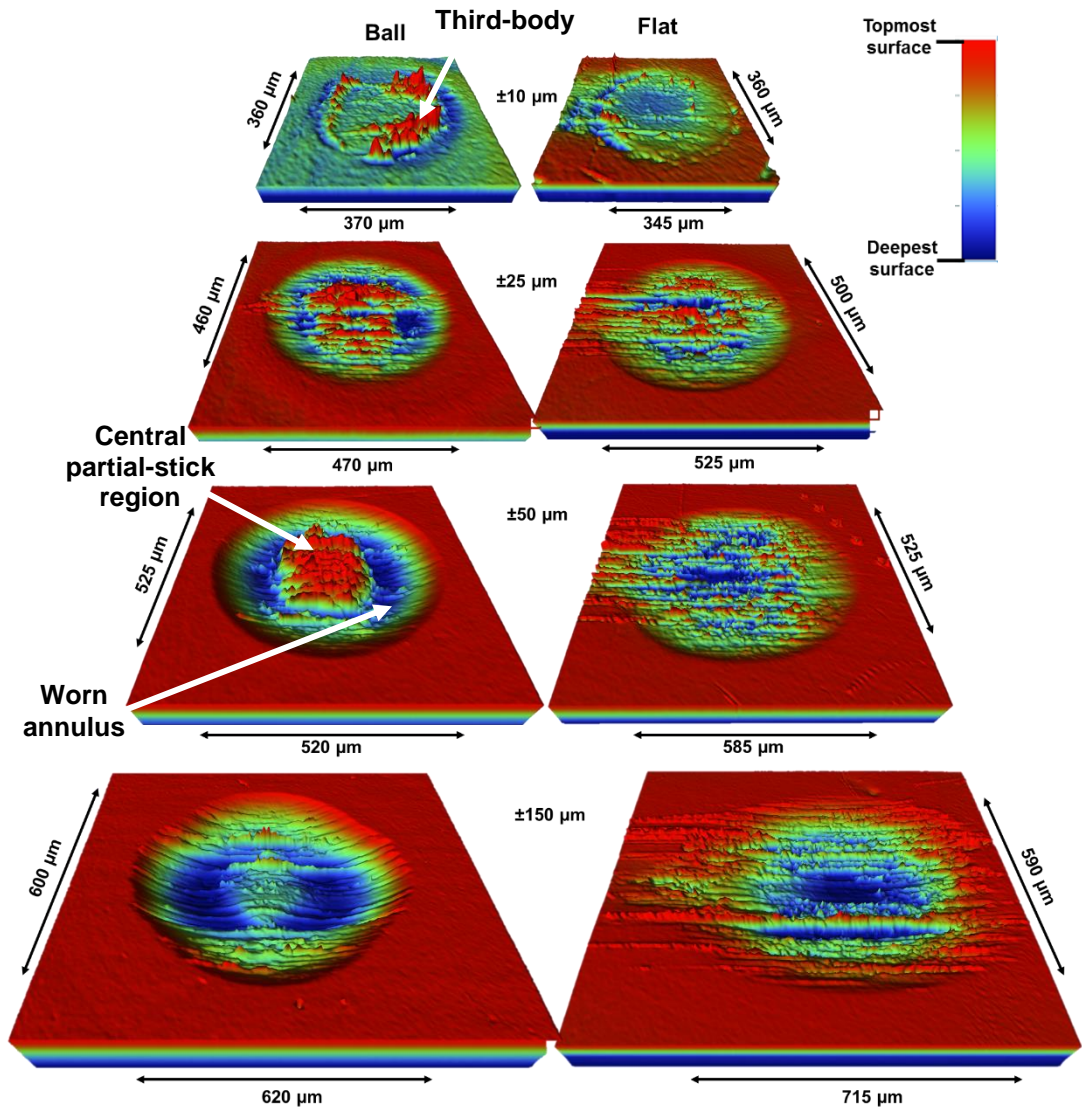 Third-body
Ball
Flat
Topmost
surface
Deepest
surface
360 µm
±10 µm
360 µm
370 µm
345 µm
460 µm
±25 µm
500 µm
470 µm
525 µm
Central
partial-stick
region
525 µm
±50 µm
525 µm
Worn
annulus
520 µm
585 µm
600 µm
±150 µm
590 µm
620 µm
715 µm